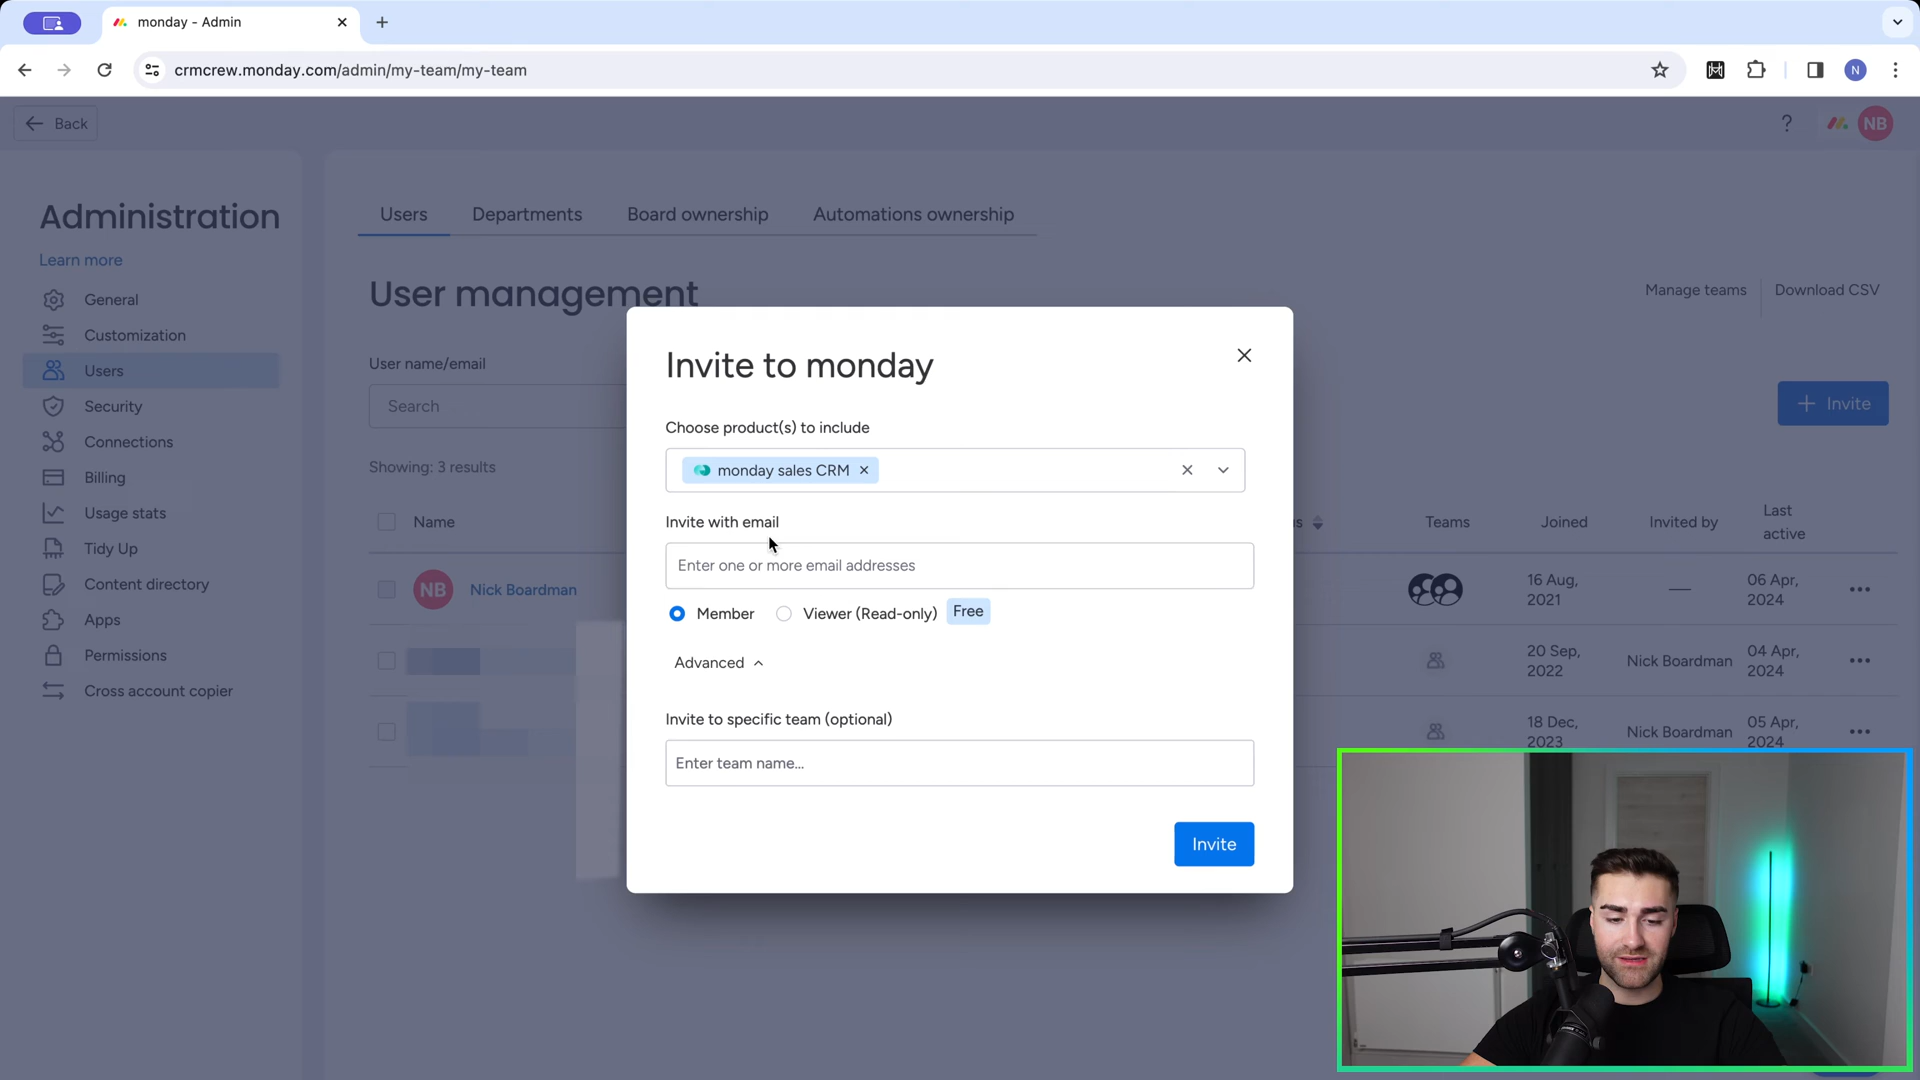 monday - Admin
crmcrew.monday.com/admin/my-team/my-team
N
Back
?
NB
Administration
Learn more
General
Customization
Users
Security
Connections
Billing
Usage stats
Tidy Up
Content directory
Apps
Permissions
Cross account copier
Users Departments Board ownership Automations ownership
User management
Manage teams Download CSV
User name/email
Search
+ Invite
Showing: 3 results
Name s Teams Joined Invited by Last active
NB Nick Boardman 16 Aug, 2021 — 06 Apr, 2024
20 Sep, 2022 Nick Boardman 04 Apr, 2024
18 Dec, 2023 Nick Boardman 05 Apr, 2024
Invite to monday
Choose product(s) to include
monday sales CRM
Invite with email
Enter one or more email addresses
Member Viewer (Read-only) Free
Advanced
Invite to specific team (optional)
Enter team name...
Invite